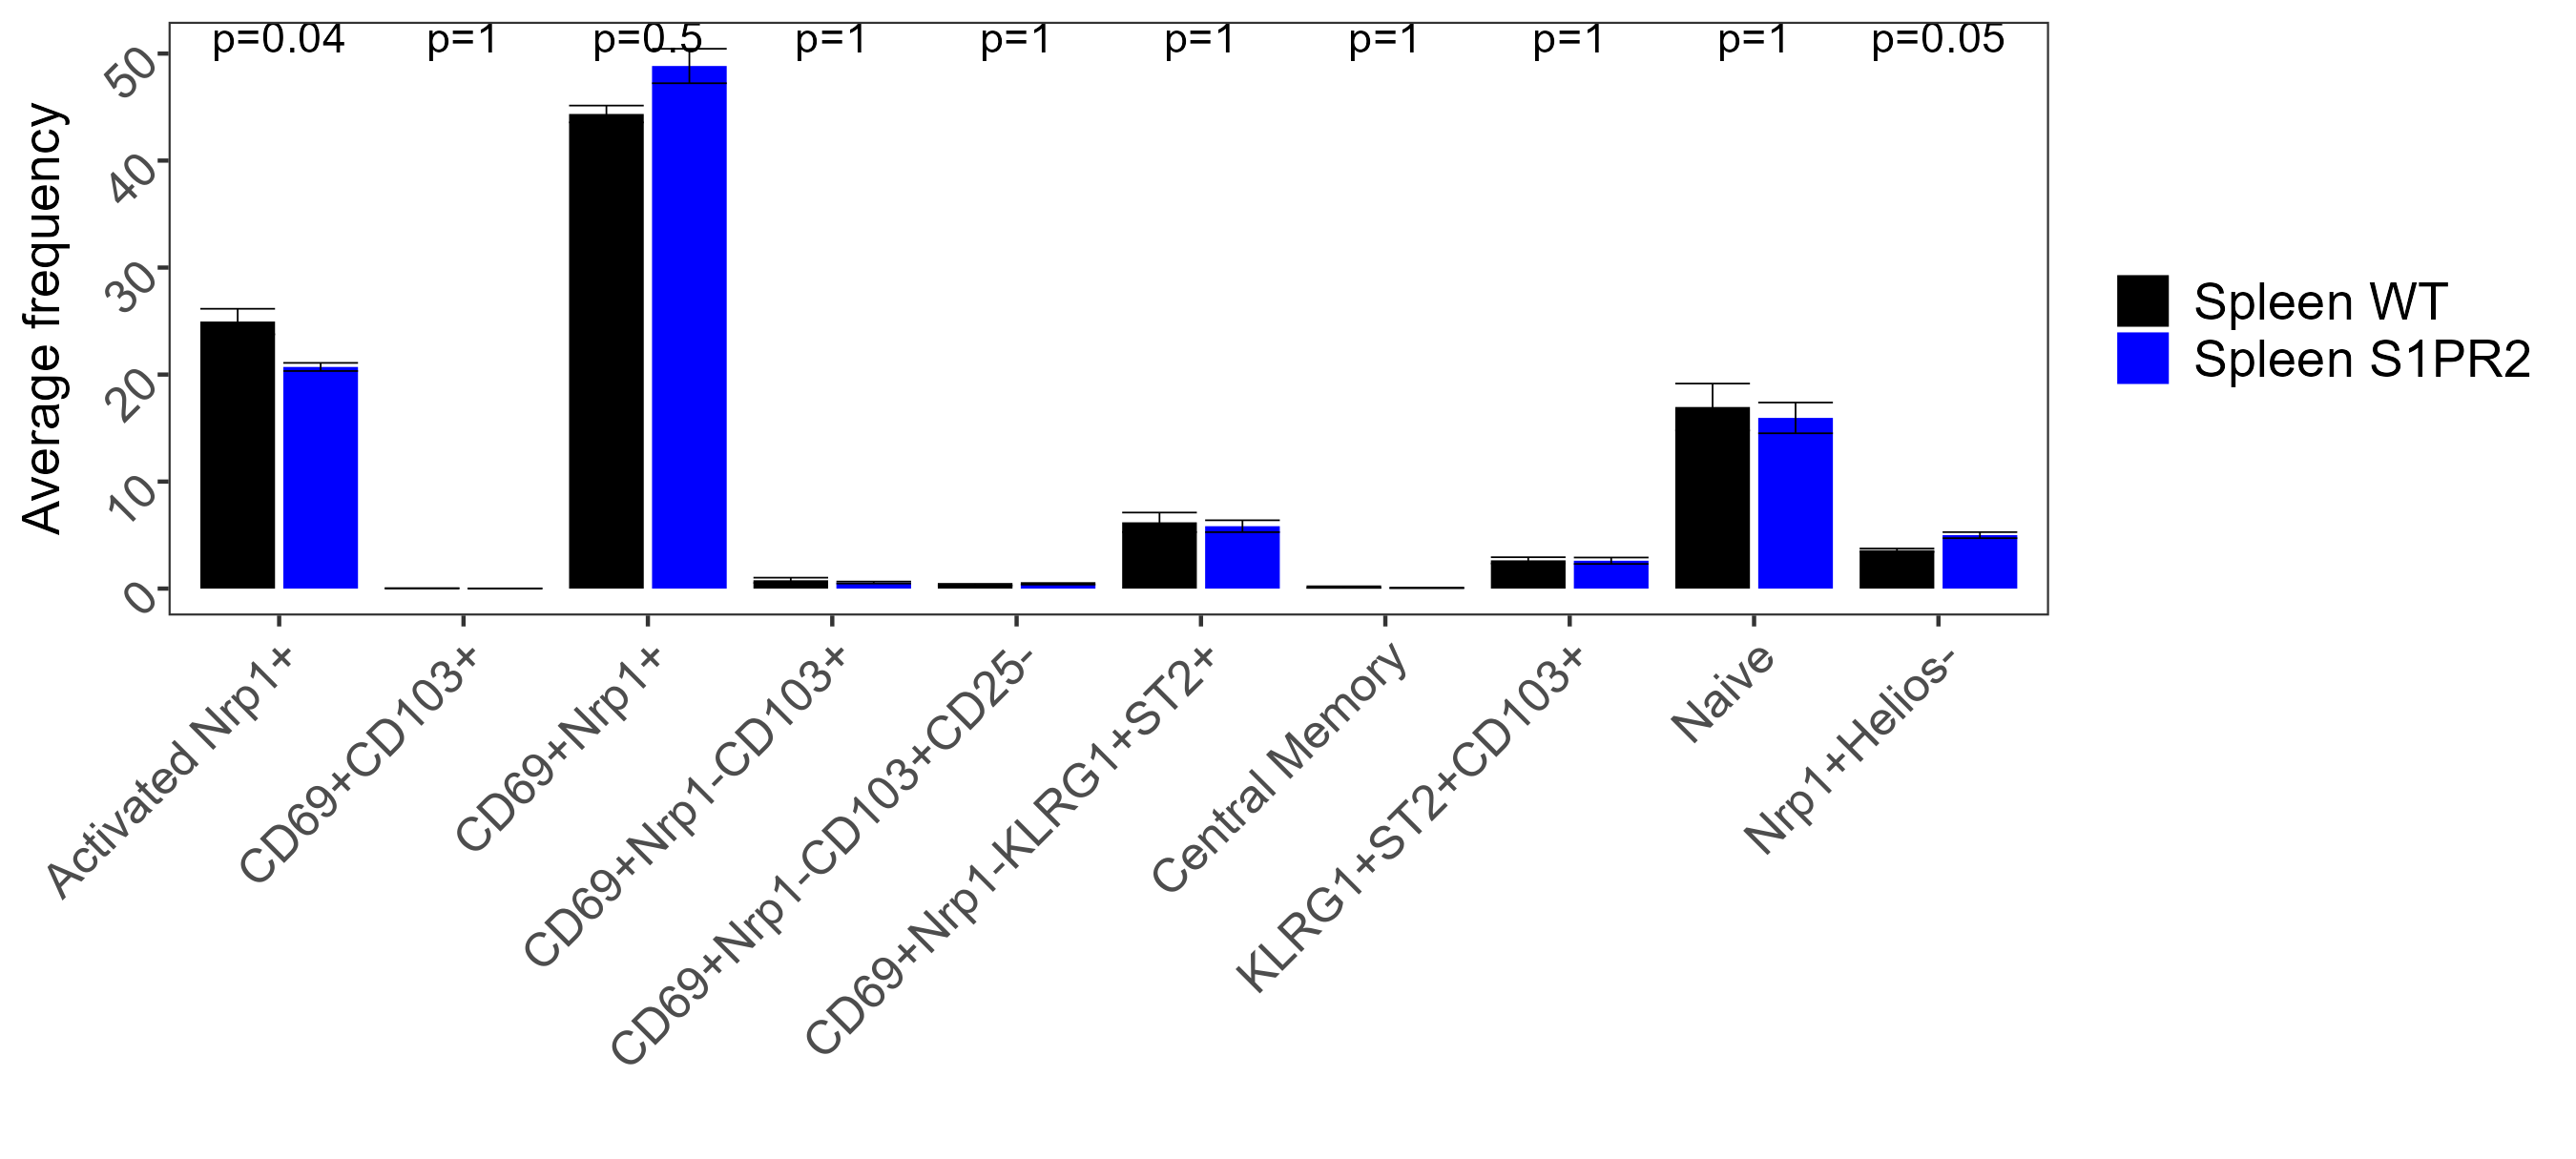 p=0.04 p=1 p=0.5 p=1 p=1 p=1 p=1 p=1 p=1 p=0.05
Average frequency
50
40
30
20
10
0
Spleen WT
Spleen S1PR2
Activated Nrp1+
CD69+CD103+
CD69+Nrp1+
CD69+Nrp1-CD103+
CD69+Nrp1-CD103+CD25-
CD69+Nrp1-KLRG1+ST2+
Central Memory
KLRG1+ST2+CD103+
Naive
Nrp1+Helios-